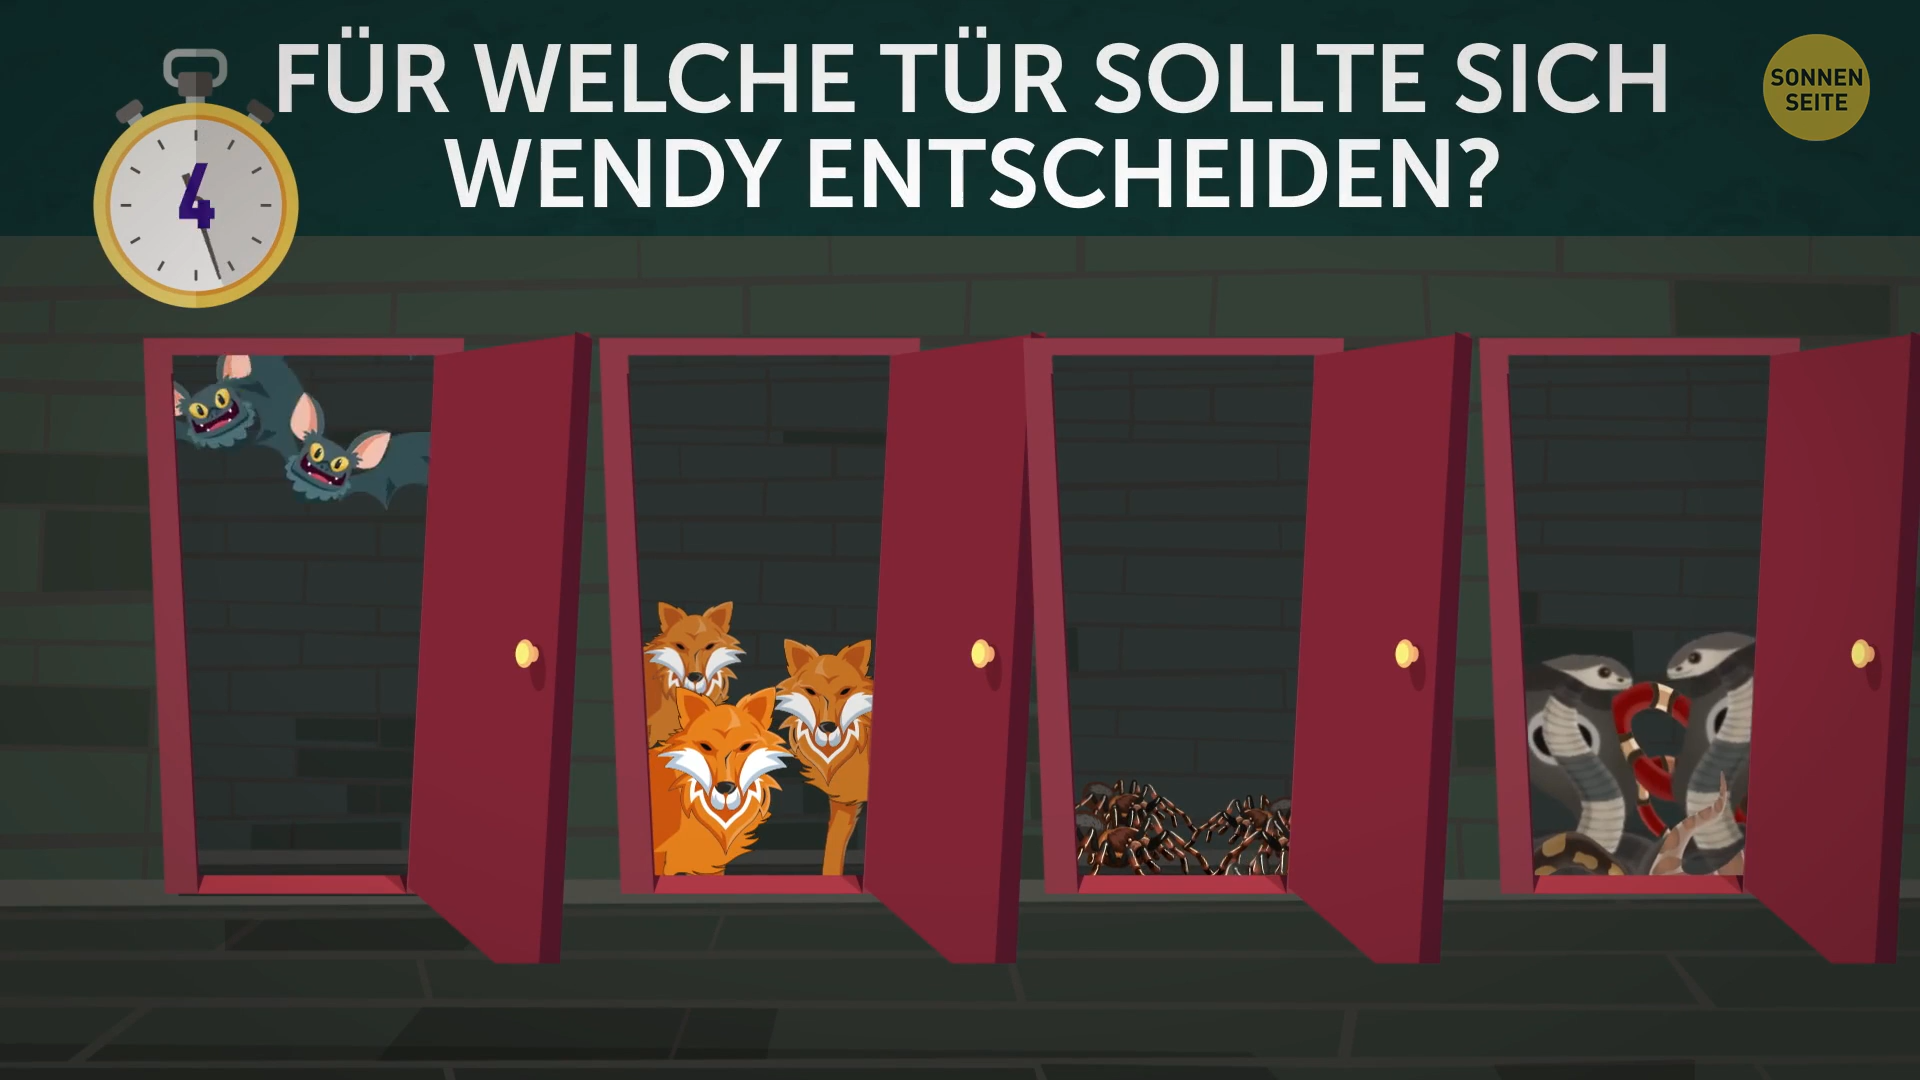 FÜR WELCHE TÜR SOLLTE SICH
WENDY ENTSCHEIDEN?
4
SONNEN
SEITE